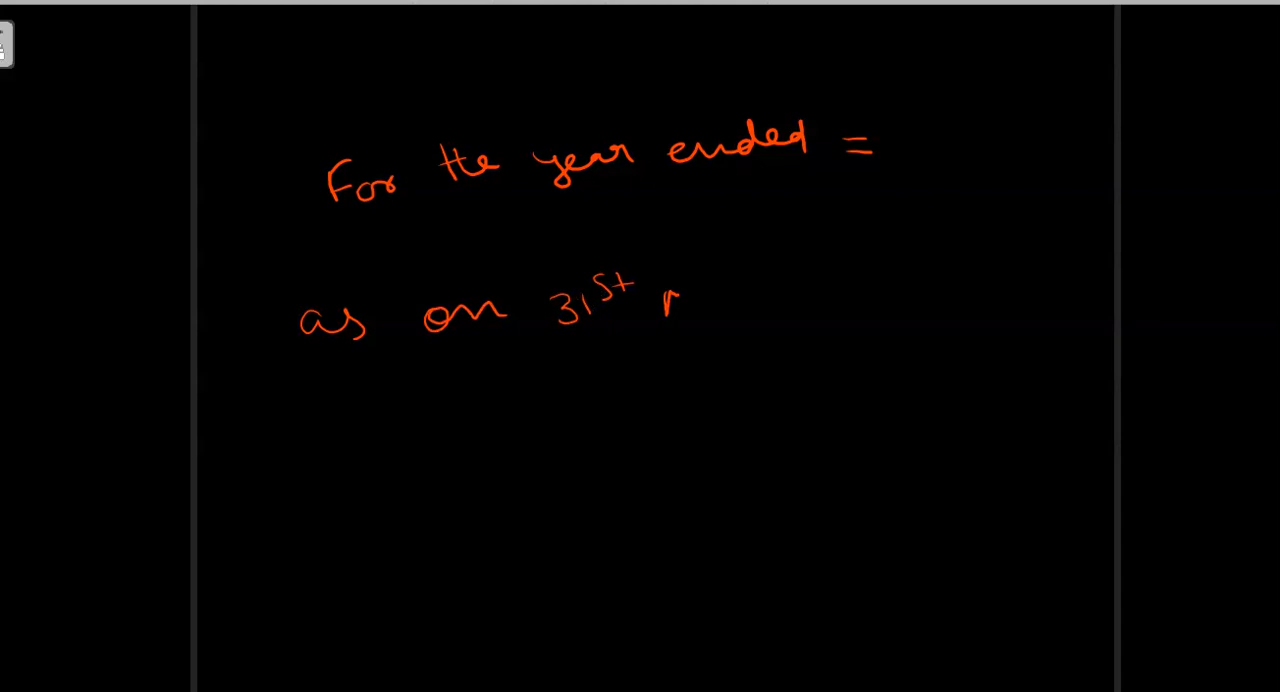 For the year ended =
as on 31st